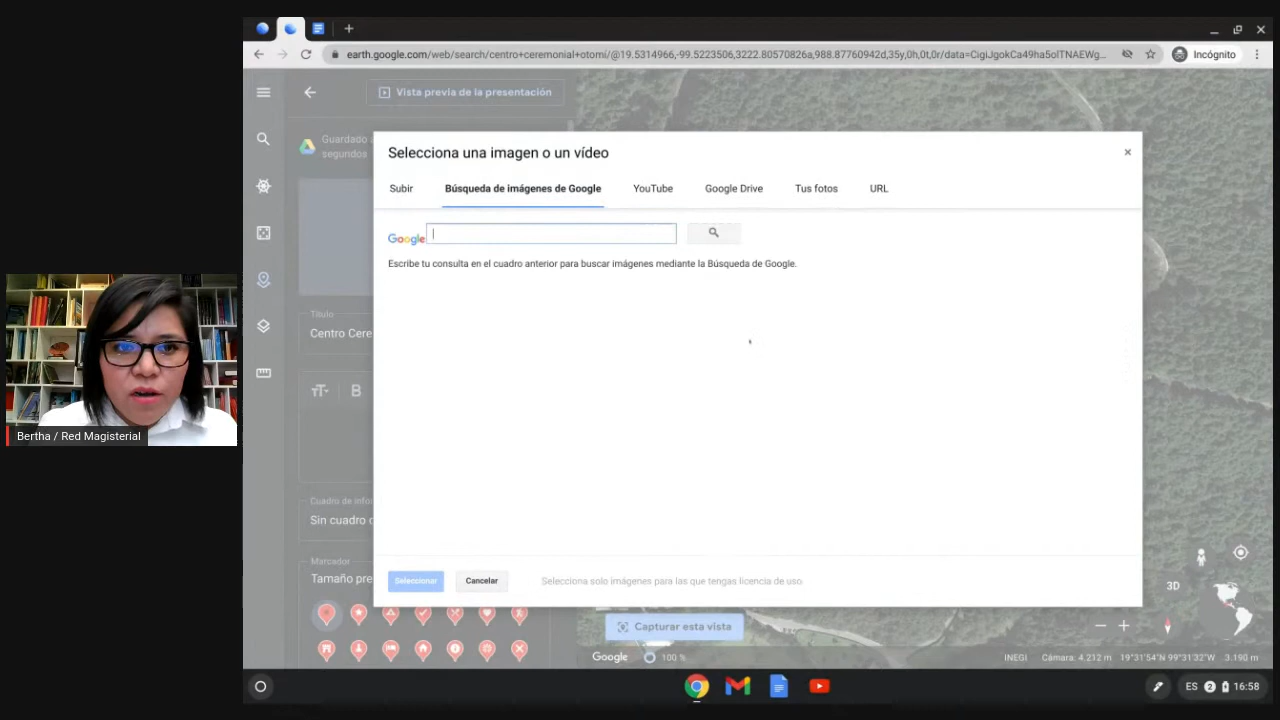 earth.google.com/web/search/centro+ceremonial+otomí/@19.5314966,-99.5223506,3222.80570826a,988.87760942d,35y,0h,0t,0r/data=CigiJgokCa49ha5olTNAEWg...
Incógnito
Vista previa de la presentación
Guardado
segundos
Selecciona una imagen o un vídeo
Subir
Búsqueda de imágenes de Google
YouTube
Google Drive
Tus fotos
URL
Google
Escribe tu consulta en el cuadro anterior para buscar imágenes mediante la Búsqueda de Google.
Título
Centro Cere
B
Cuadro de info
Sin cuadro
Marcador
Tamaño pre
Seleccionar
Cancelar
Selecciona solo imágenes para las que tengas licencia de uso
Capturar esta vista
3D
Google
100 %
INEGI
Cámara: 4.212 m
19°31'54"N 99°31'32"W
3.190 m
Bertha / Red Magisterial
ES
2
16:58